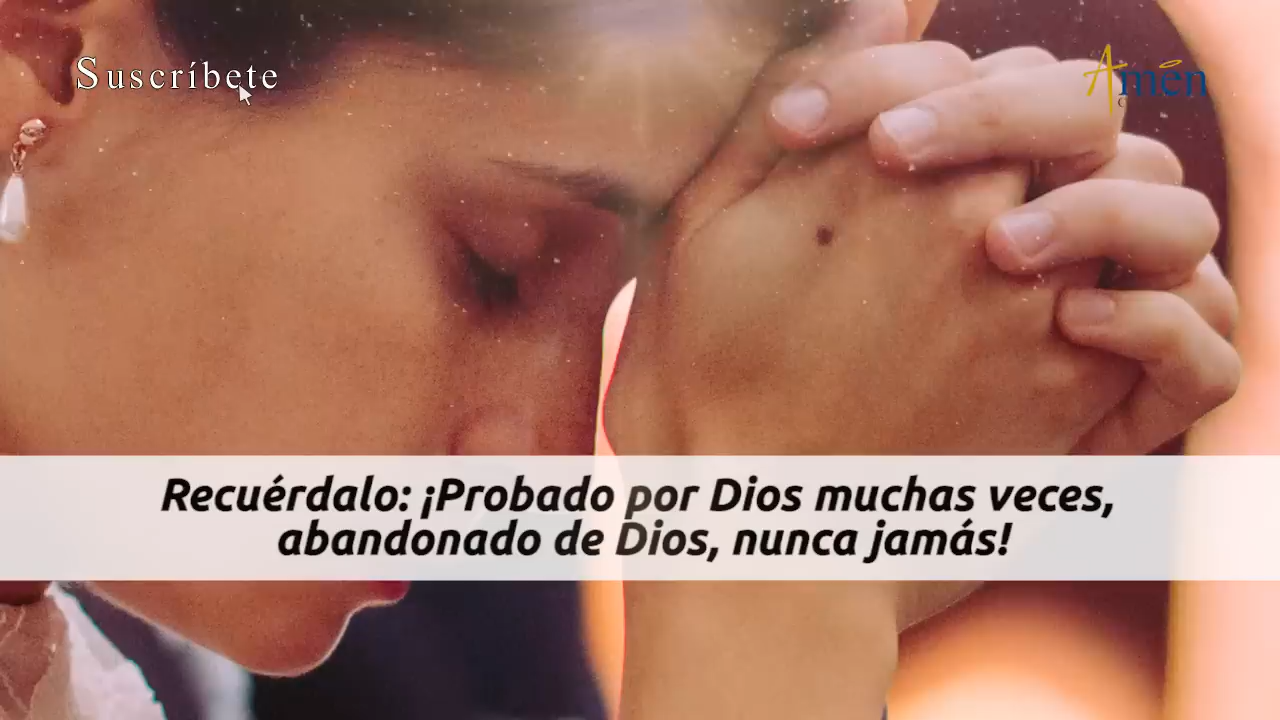 Suscríbete
Amén
Recuérdalo: ¡Probado por Dios muchas veces,
abandonado de Dios, nunca jamás!